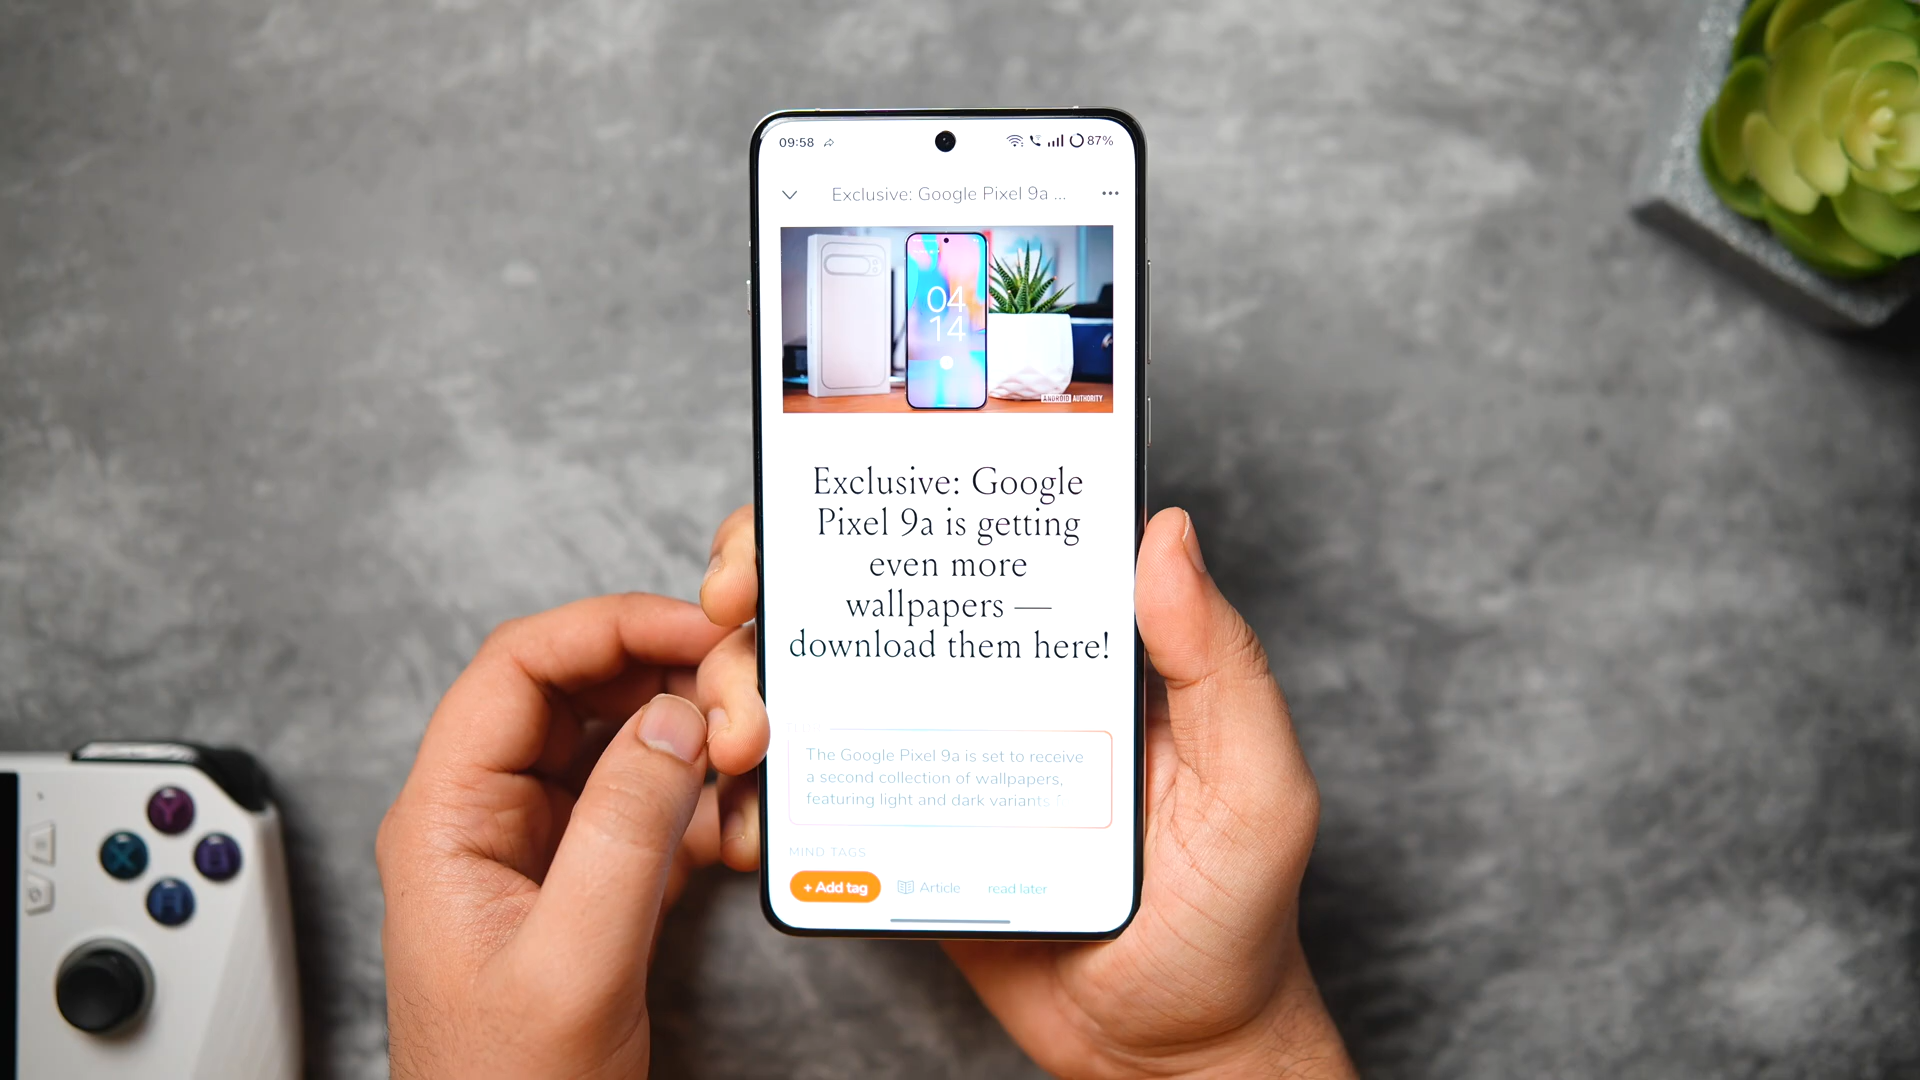 09:58 87%
Exclusive: Google Pixel 9a ...
04
14
ANDROID AUTHORITY
Exclusive: Google
Pixel 9a is getting
even more
wallpapers —
download them here!
The Google Pixel 9a is set to receive
a second collection of wallpapers,
featuring light and dark variants
MIND TAGS
+ Add tag Article read later
Y
X
B
A